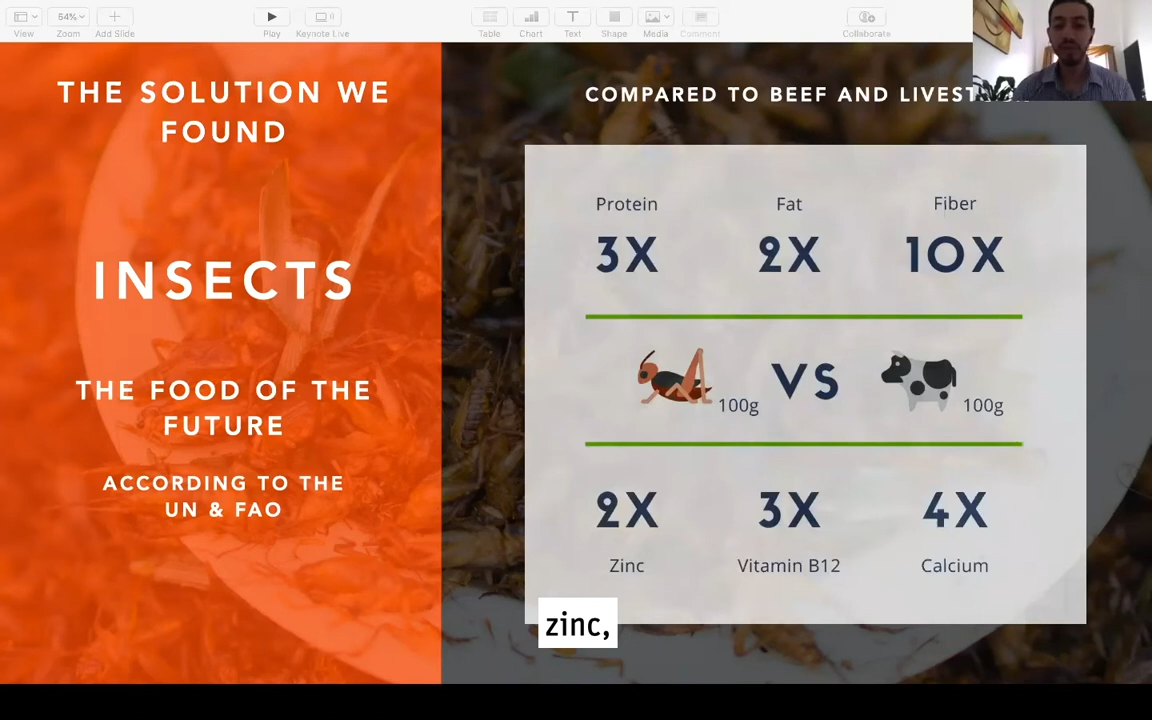 54%
View
Zoom
Add Slide
Play
Keynote Live
Table
Chart
Text
Shape
Media
Comment
Collaborate
THE SOLUTION WE
FOUND
INSECTS
THE FOOD OF THE
FUTURE
ACCORDING TO THE
UN & FAO
COMPARED TO BEEF AND
Protein
Fat
Fiber
3X
2X
10X
100g
VS
100g
2X
3X
4X
Zinc
Vitamin B12
Calcium
zinc,